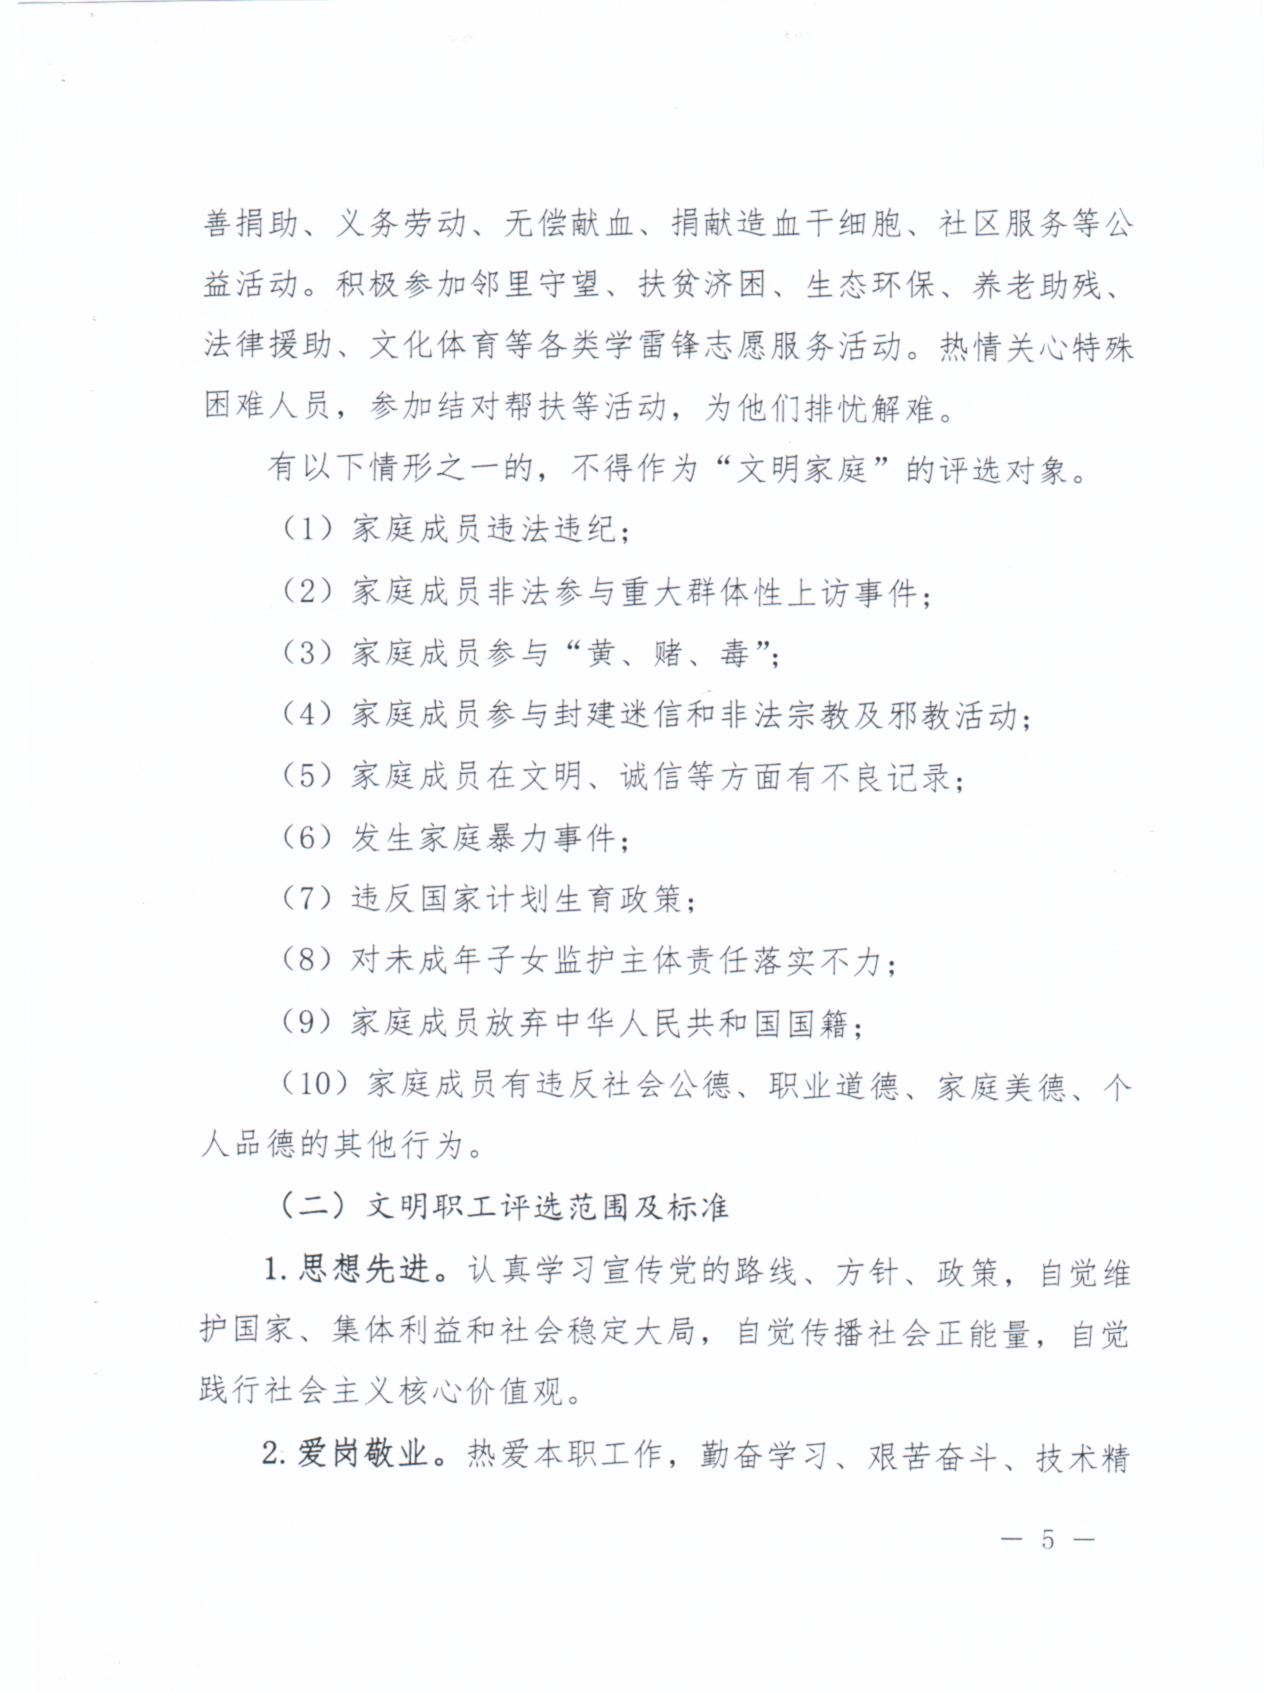 善捐助、义务劳动、无偿献血、捐献造血干细胞、社区服务等公
益活动。积极参加邻里守望、扶贫济困、生态环保、养老助残、
法律援助、文化体育等各类学雷锋志愿服务活动。热情关心特殊
困难人员，参加结对帮扶等活动，为他们排忧解难。
有以下情形之一的，不得作为“文明家庭”的评选对象。
（1）家庭成员违法违纪；
（2）家庭成员非法参与重大群体性上访事件；
（3）家庭成员参与“黄、赌、毒”；
（4）家庭成员参与封建迷信和非法宗教及邪教活动；
（5）家庭成员在文明、诚信等方面有不良记录；
（6）发生家庭暴力事件；
（7）违反国家计划生育政策；
（8）对未成年子女监护主体责任落实不力；
（9）家庭成员放弃中华人民共和国国籍；
（10）家庭成员有违反社会公德、职业道德、家庭美德、个
人品德的其他行为。
（二）文明职工评选范围及标准
1. 思想先进。认真学习宣传党的路线、方针、政策，自觉维
护国家、集体利益和社会稳定大局，自觉传播社会正能量，自觉
践行社会主义核心价值观。
2. 爱岗敬业。热爱本职工作，勤奋学习、艰苦奋斗、技术精
— 5 —